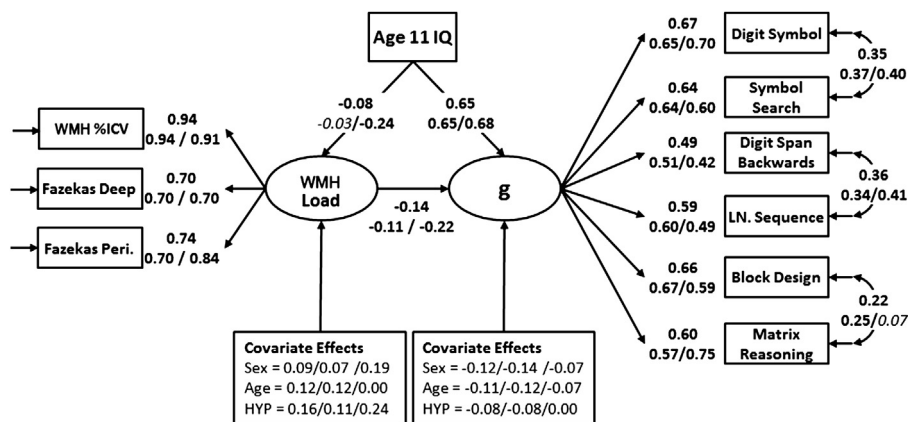 Age 11 IQ
-0.08
-0.03/-0.24
0.65
0.65/0.68
WMH %ICV
0.94
0.94 / 0.91
Fazekas Deep
0.70
0.70 / 0.70
Fazekas Peri.
0.74
0.70 / 0.84
WMH
Load
-0.14
-0.11 / -0.22
g
0.67
0.65/0.70
Digit Symbol
0.64
0.64/0.60
Symbol
Search
0.35
0.37/0.40
0.49
0.51/0.42
Digit Span
Backwards
0.59
0.60/0.49
LN. Sequence
0.36
0.34/0.41
0.66
0.67/0.59
Block Design
0.60
0.57/0.75
Matrix
Reasoning
0.22
0.25/0.07
Covariate Effects
Sex = 0.09/0.07 /0.19
Age = 0.12/0.12/0.00
HYP = 0.16/0.11/0.24
Covariate Effects
Sex = -0.12/-0.14 /-0.07
Age = -0.11/-0.12/-0.07
HYP = -0.08/-0.08/0.00